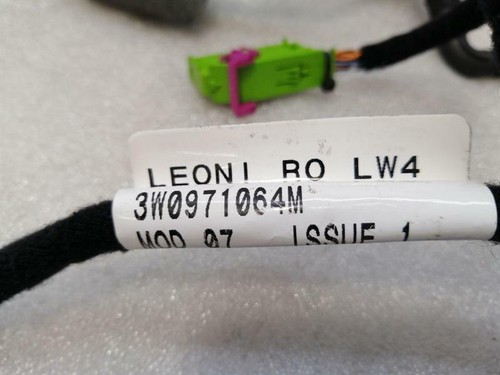 LEONI RO LW4
3W0971064M
MOD 07 ISSUE 1